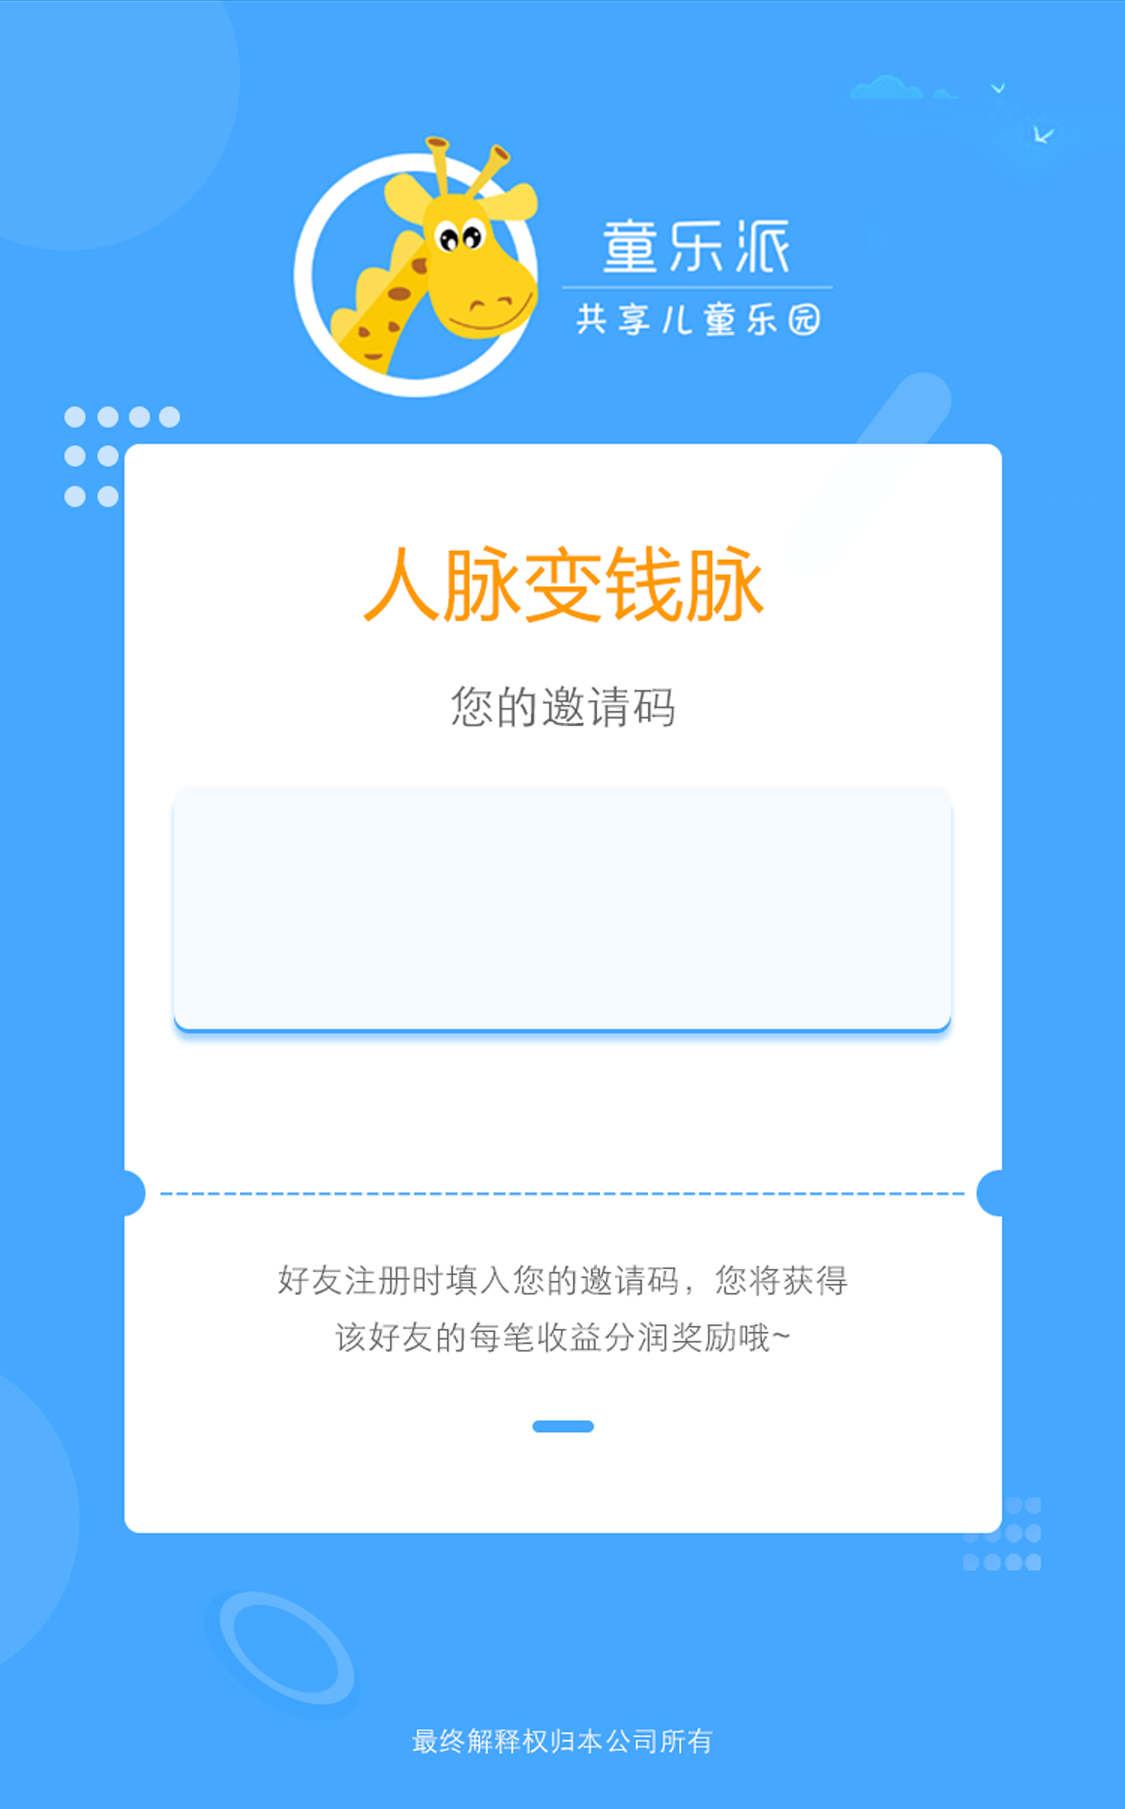 童乐派
共享儿童乐园
人脉变钱脉
您的邀请码
好友注册时填入您的邀请码，您将获得
该好友的每笔收益分润奖励哦~
最终解释权归本公司所有